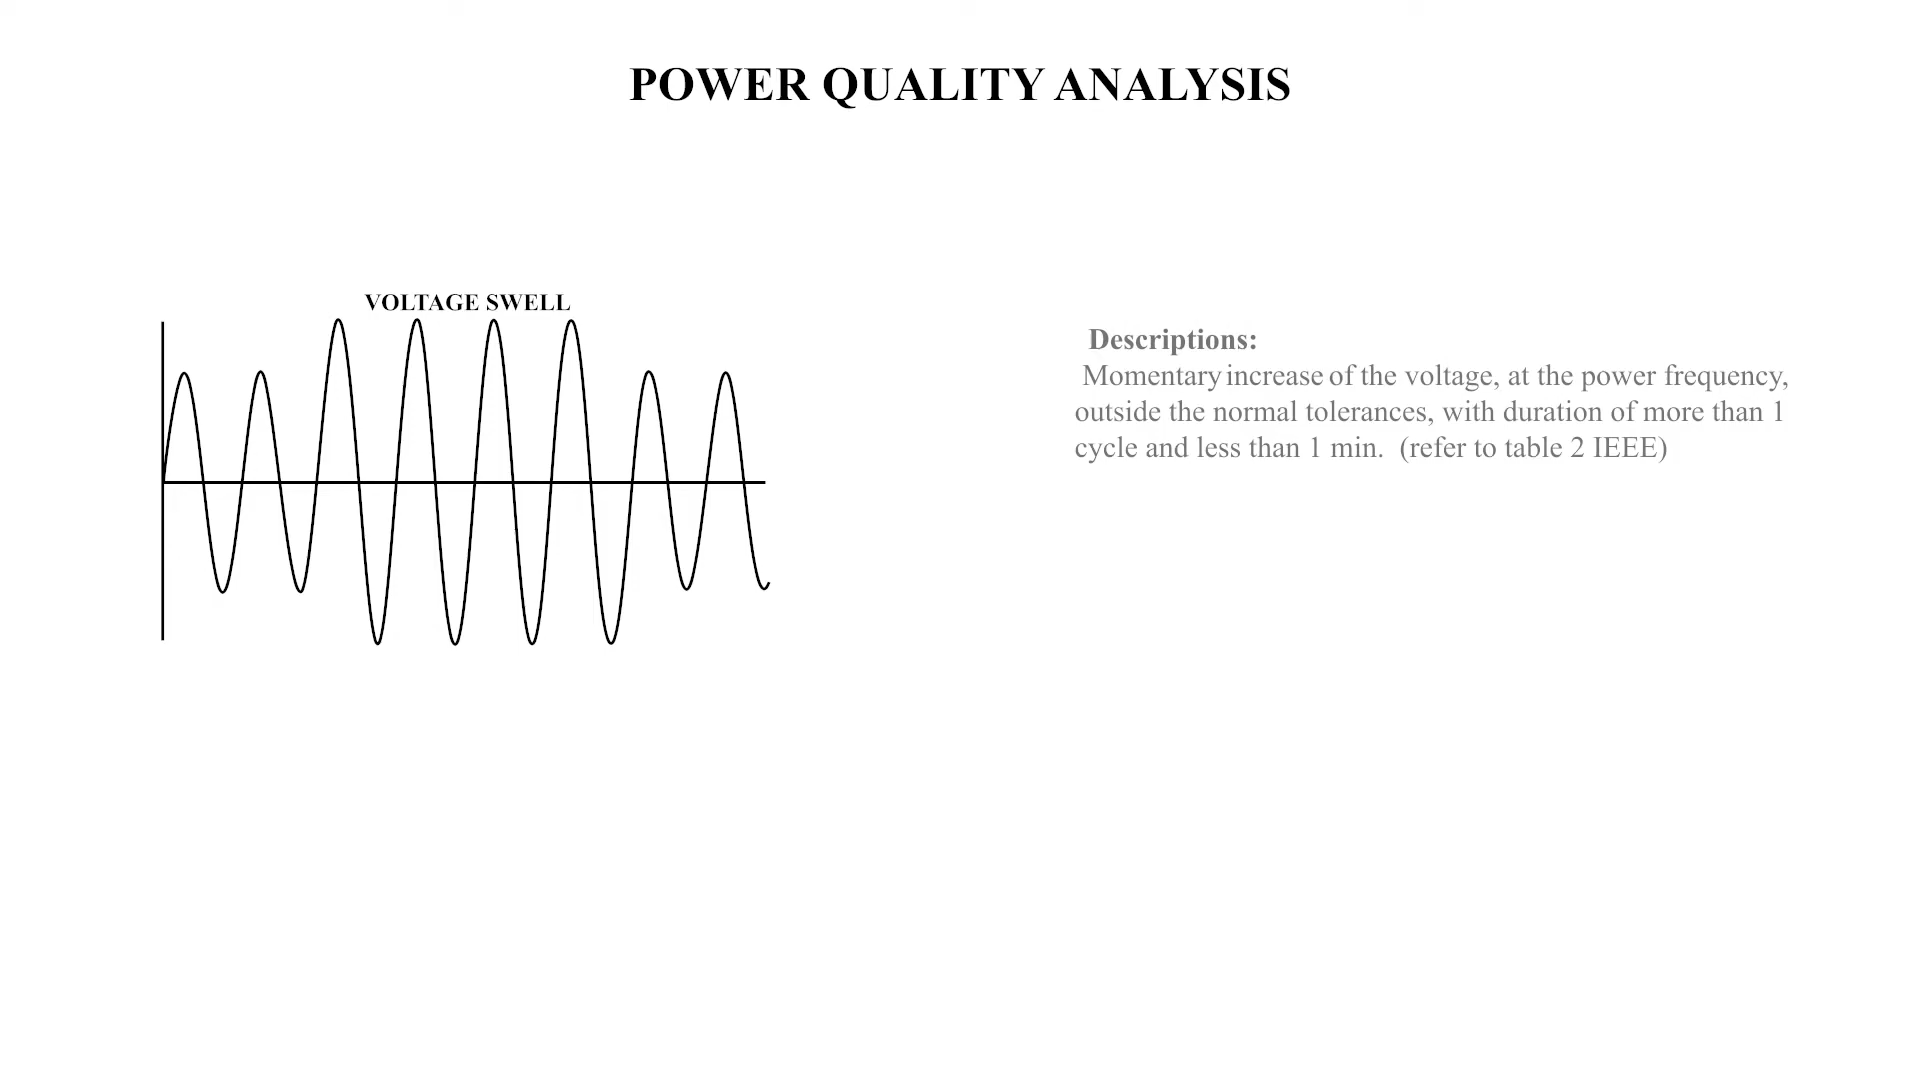 POWER QUALITY ANALYSIS
VOLTAGE SWELL
Descriptions:
Momentary increase of the voltage, at the power frequency,
outside the normal tolerances, with duration of more than 1
cycle and less than 1 min. (refer to table 2 IEEE)